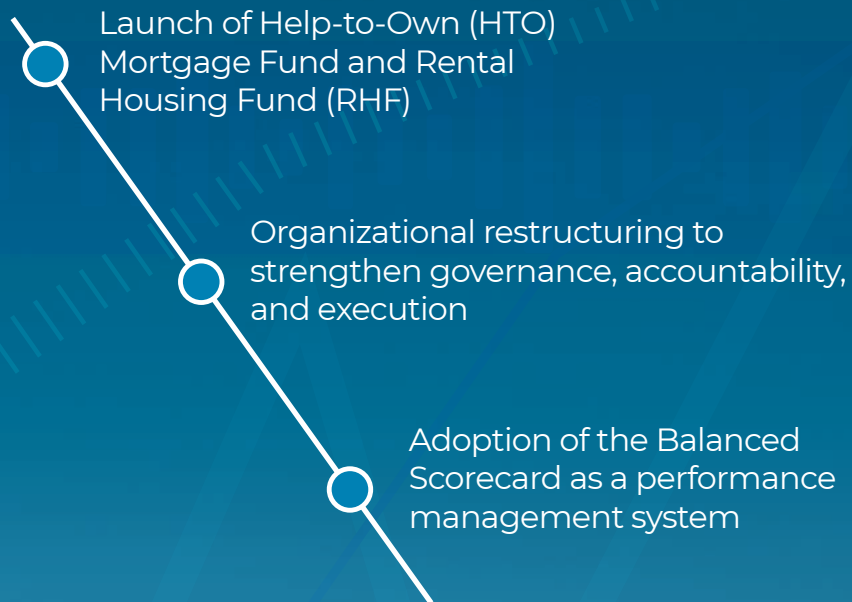 Launch of Help-to-Own (HTO)
Mortgage Fund and Rental
Housing Fund (RHF)
Organizational restructuring to
strengthen governance, accountability,
and execution
Adoption of the Balanced
Scorecard as a performance
management system